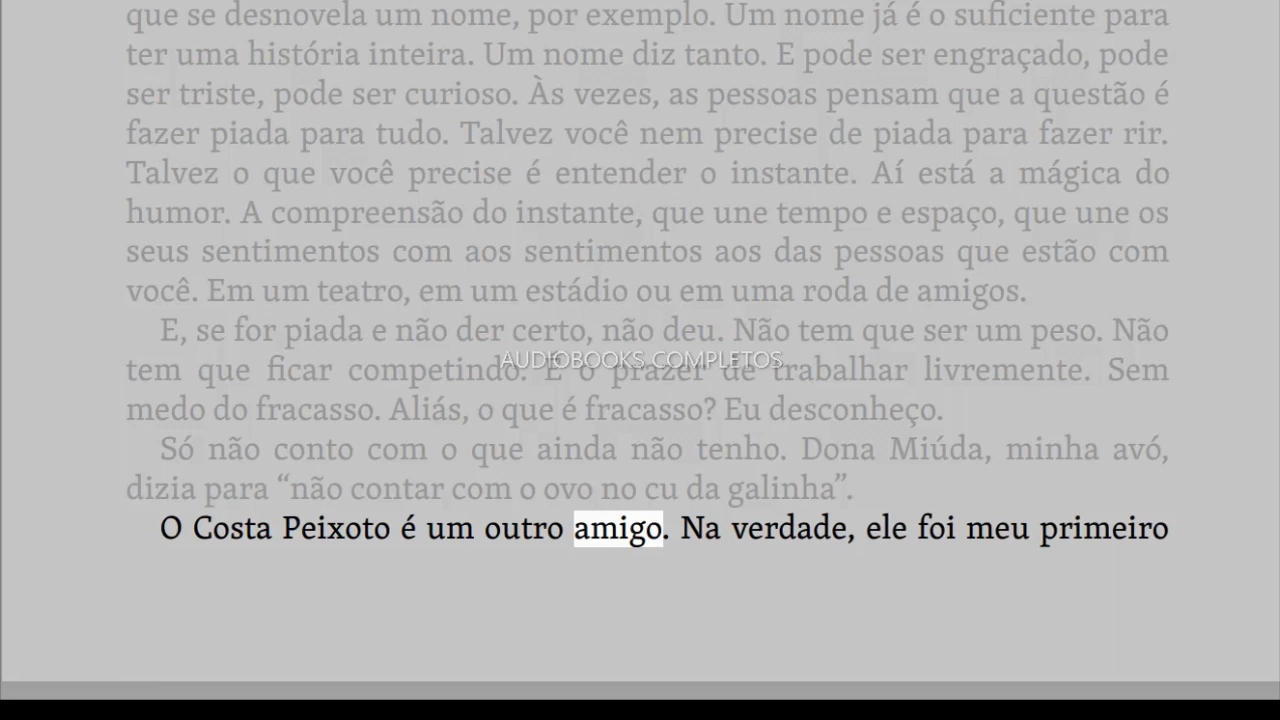 que se desnovela um nome, por exemplo. Um nome já é o suficiente para
ter uma história inteira. Um nome diz tanto. E pode ser engraçado, pode
ser triste, pode ser curioso. Às vezes, as pessoas pensam que a questão é
fazer piada para tudo. Talvez você nem precise de piada para fazer rir.
Talvez o que você precise é entender o instante. Aí está a mágica do
humor. A compreensão do instante, que une tempo e espaço, que une os
seus sentimentos com aos sentimentos aos das pessoas que estão com
você. Em um teatro, em um estádio ou em uma roda de amigos.
E, se for piada e não der certo, não deu. Não tem que ser um peso. Não
AUDIOBOOKS COMPLETOS
tem que ficar competindo. É o prazer de trabalhar livremente. Sem
medo do fracasso. Aliás, o que é fracasso? Eu desconheço.
Só não conto com o que ainda não tenho. Dona Miúda, minha avó,
dizia para “não contar com o ovo no cu da galinha”.
O Costa Peixoto é um outro amigo. Na verdade, ele foi meu primeiro